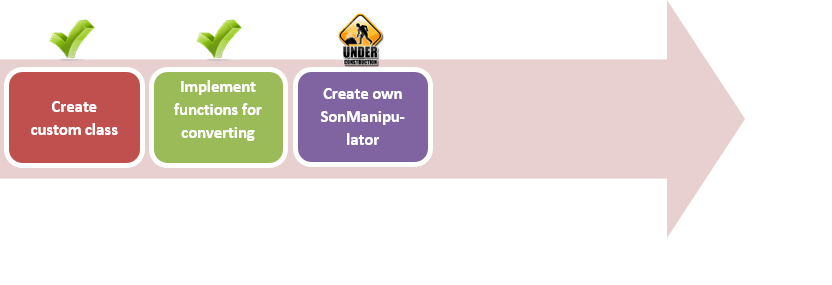 UNDER
CONSTRUCTION
Create
custom class
Implement
functions for
converting
Create own
SonManipu-
lator